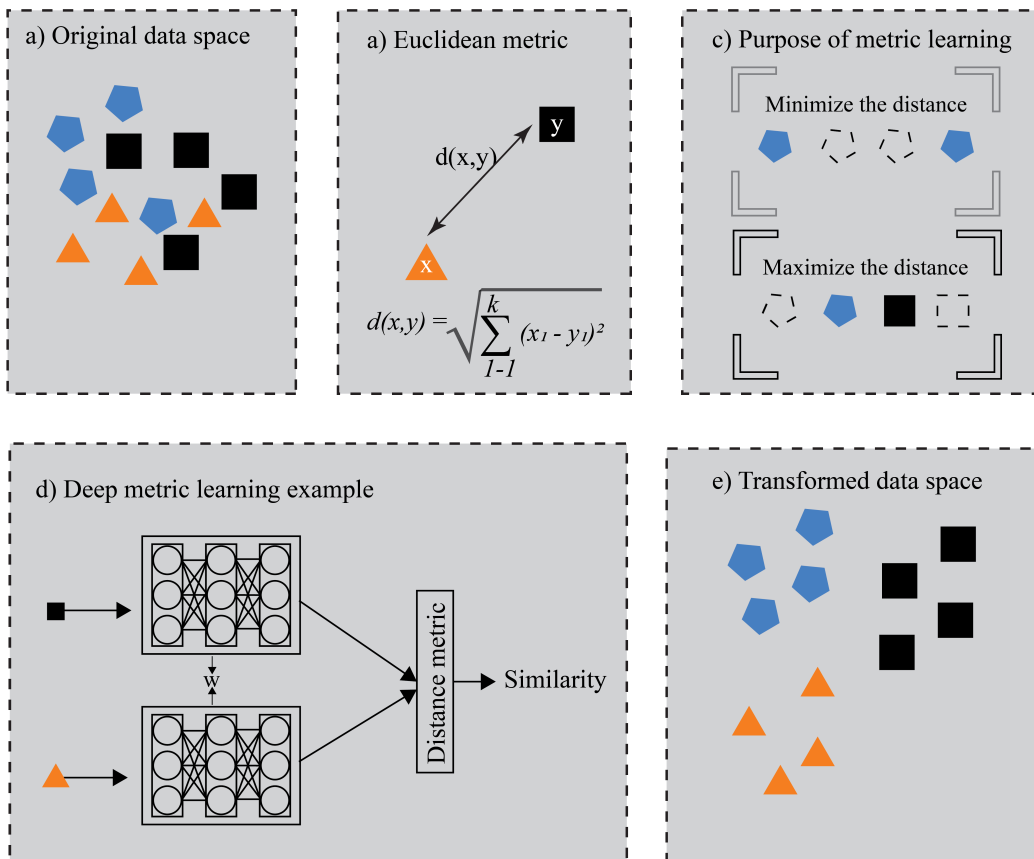 a) Original data space
a) Euclidean metric
y
d(x,y)
x
d(x,y) = √ k ∑ 1-1 (x₁ - y₁)²
c) Purpose of metric learning
Minimize the distance
Maximize the distance
d) Deep metric learning example
w
Distance metric
Similarity
e) Transformed data space